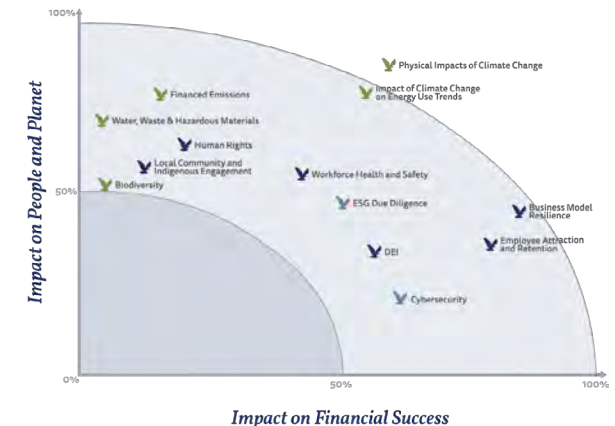 100%
Physical Impacts of Climate Change
Impact of Climate Change
on Energy Use Trends
Financed Emissions
Water, Waste & Hazardous Materials
Human Rights
Local Community and
Indigenous Engagement
Workforce Health and Safety
Biodiversity
50%
ESG Due Diligence
Business Model
Resilience
Employee Attraction
and Retention
DEI
Cybersecurity
Impact on People and Planet
0%
50%
100%
Impact on Financial Success